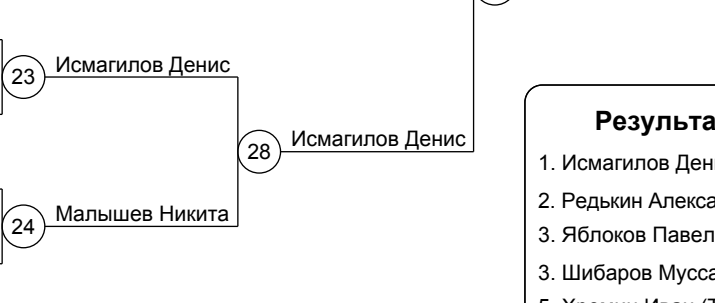 23 Исмагилов Денис
28 Исмагилов Денис
24 Малышев Никита
Результа
1. Исмагилов Ден
2. Редькин Алекса
3. Яблоков Павел
3. Шибаров Мусса